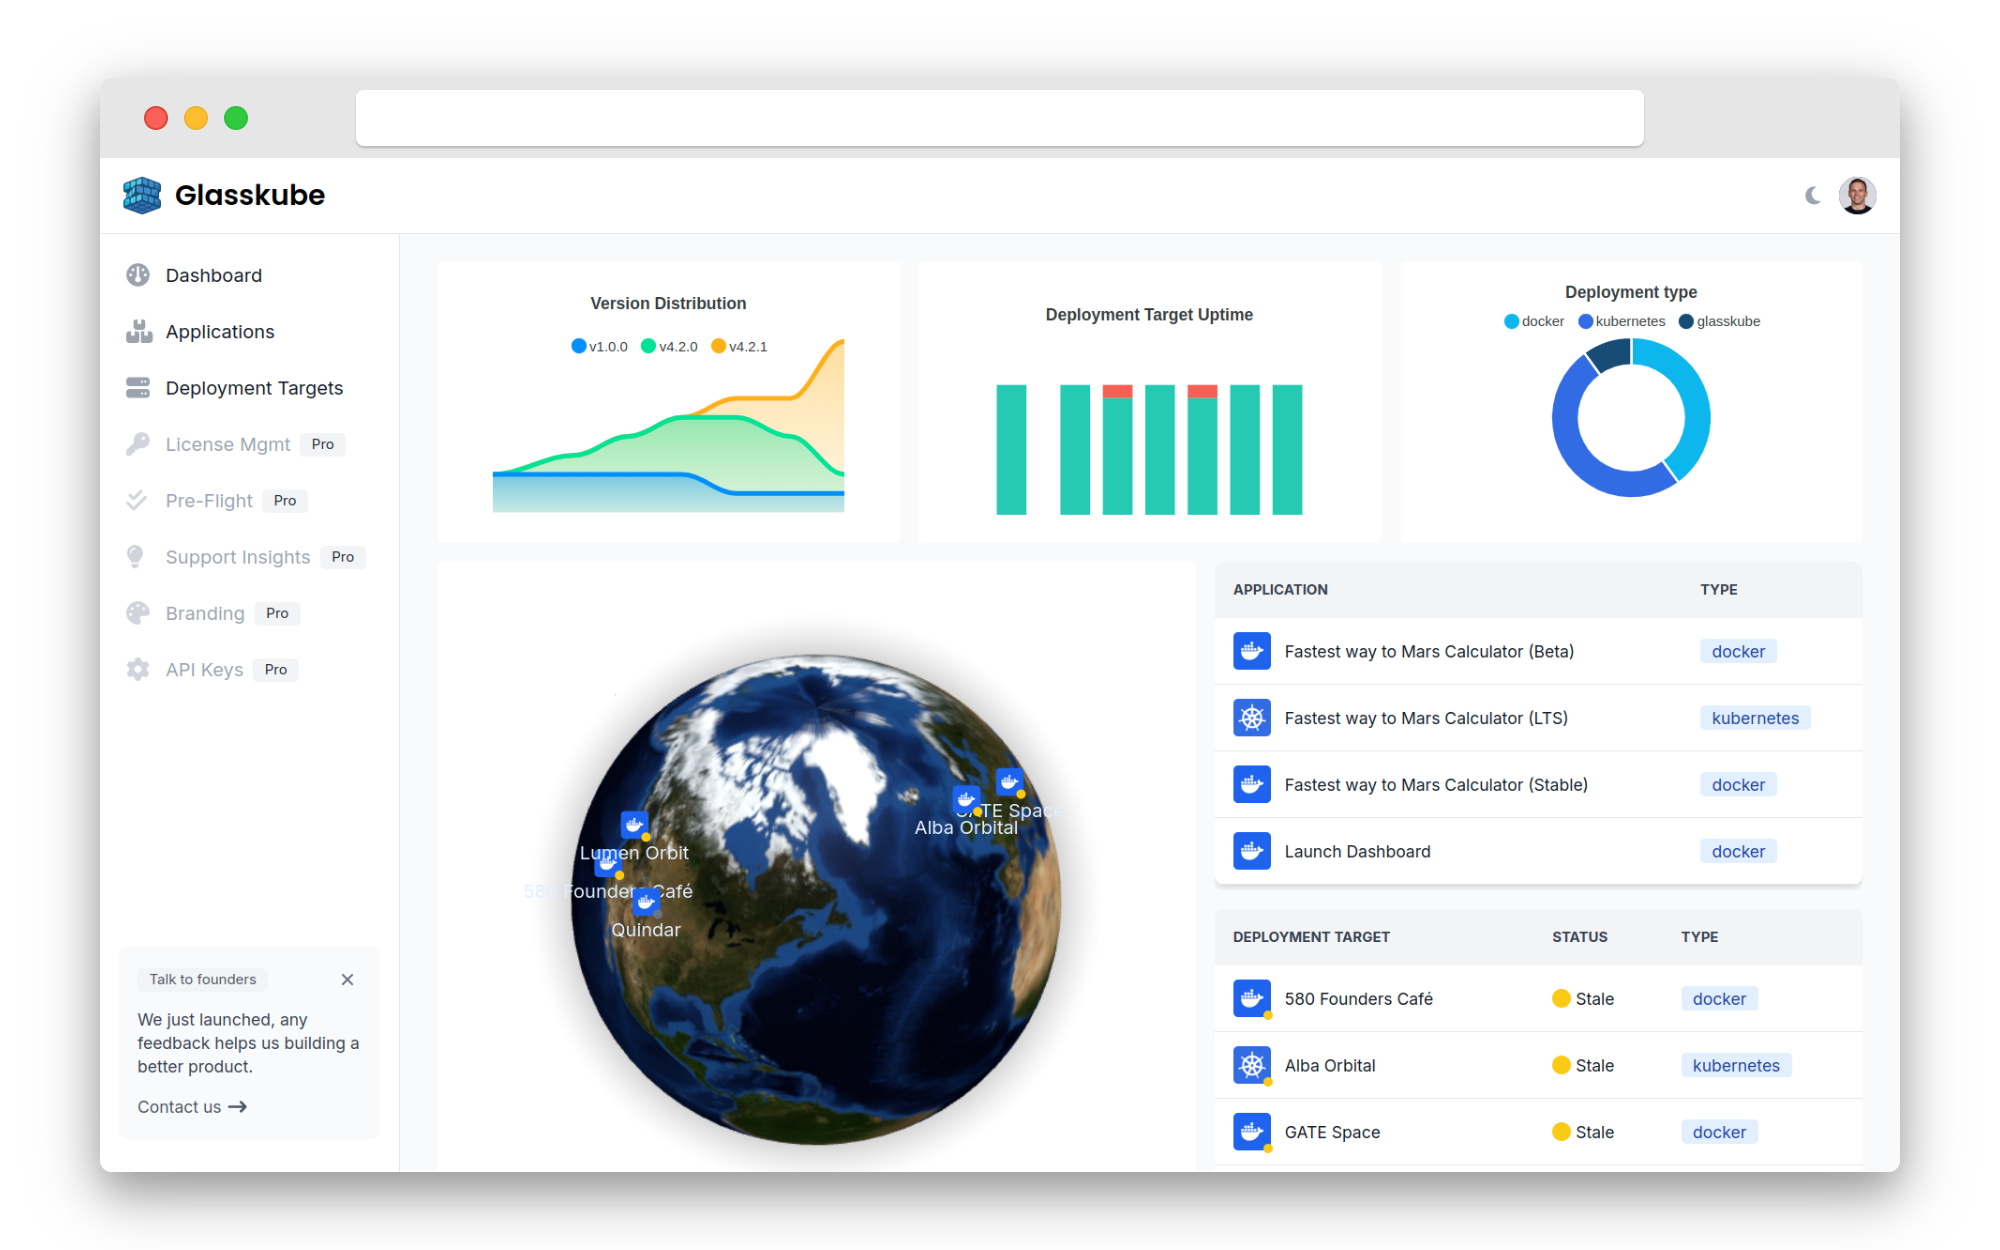 Glasskube
Dashboard
Applications
Deployment Targets
License Mgmt Pro
Pre-Flight Pro
Support Insights Pro
Branding Pro
API Keys Pro
Talk to founders
We just launched, any
feedback helps us building a
better product.
Contact us
Version Distribution
v1.0.0 v4.2.0 v4.2.1
Deployment Target Uptime
Deployment type
docker kubernetes glasskube
GATE Space
Alba Orbital
Lumen Orbit
580 Founders Café
Quindar
APPLICATION TYPE
Fastest way to Mars Calculator (Beta) docker
Fastest way to Mars Calculator (LTS) kubernetes
Fastest way to Mars Calculator (Stable) docker
Launch Dashboard docker
DEPLOYMENT TARGET STATUS TYPE
580 Founders Café Stale docker
Alba Orbital Stale kubernetes
GATE Space Stale docker